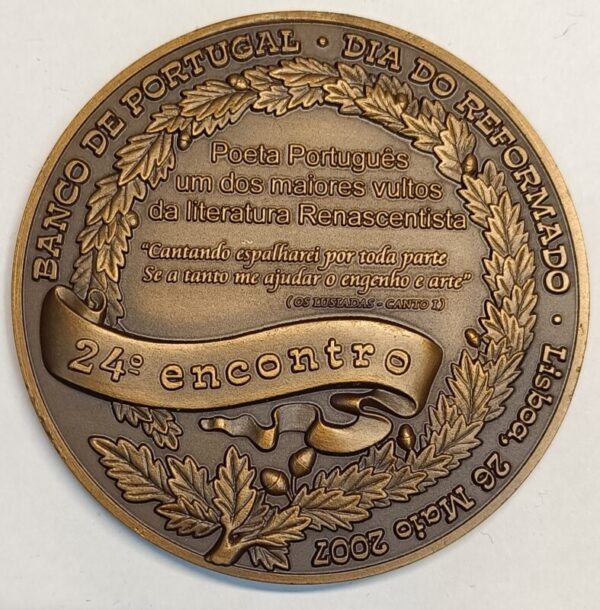 BANCO DE PORTUGAL · DIA DO REFORMADO · Lisboa, 26 Maio 2007
Poeta Português
um dos maiores vultos
da literatura Renascentista
"Cantando espalharei por toda parte
Se a tanto me ajudar o engenho e arte"
(OS LUSIADAS - CANTO I)
24º encontro